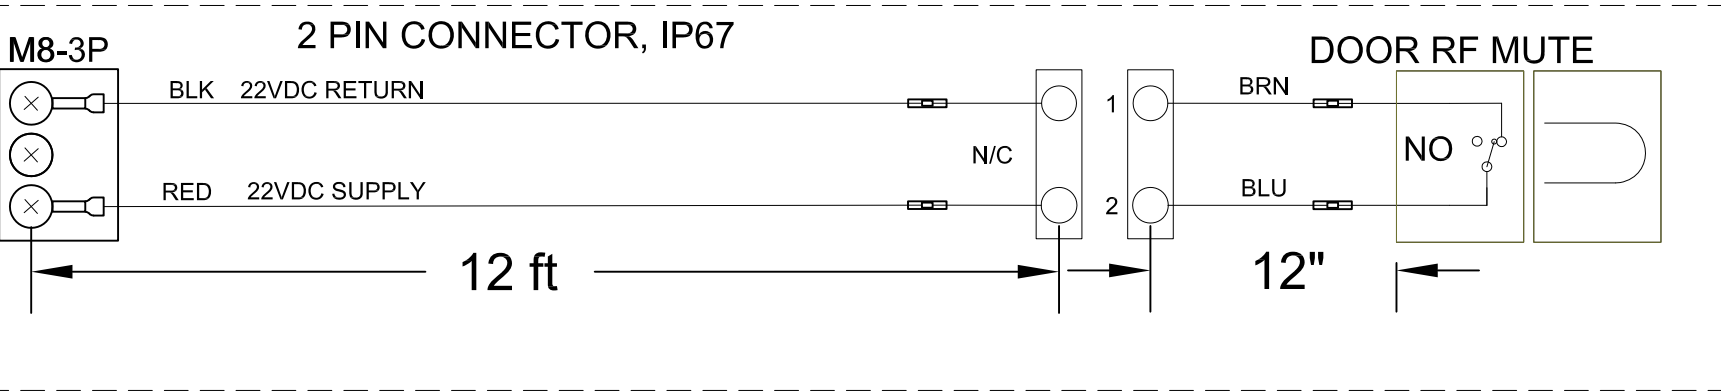 2 PIN CONNECTOR, IP67
M8-3P
DOOR RF MUTE
BLK 22VDC RETURN
1
BRN
N/C
NO
RED 22VDC SUPPLY
2
BLU
12 ft
12"